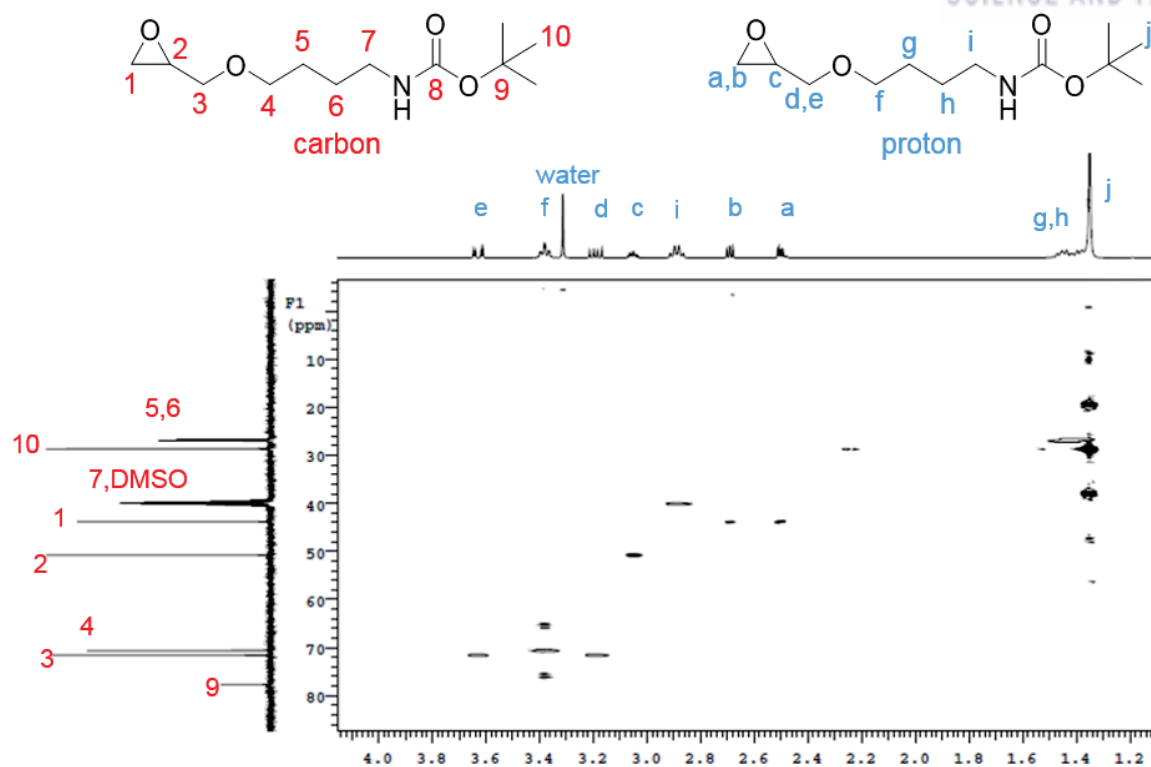 SCIENCE AND
O
O
N
H
O
O
1
2
3
4
5
6
7
8
9
10
carbon
O
O
N
H
O
O
a,b
c
d,e
f
g
h
i
j
proton
water
e
f
d
c
i
b
a
g,h
j
5,6
10
7,DMSO
1
2
4
3
9
F1
(ppm)
10
20
30
40
50
60
70
80
4.0 3.8 3.6 3.4 3.2 3.0 2.8 2.6 2.4 2.2 2.0 1.8 1.6 1.4 1.2